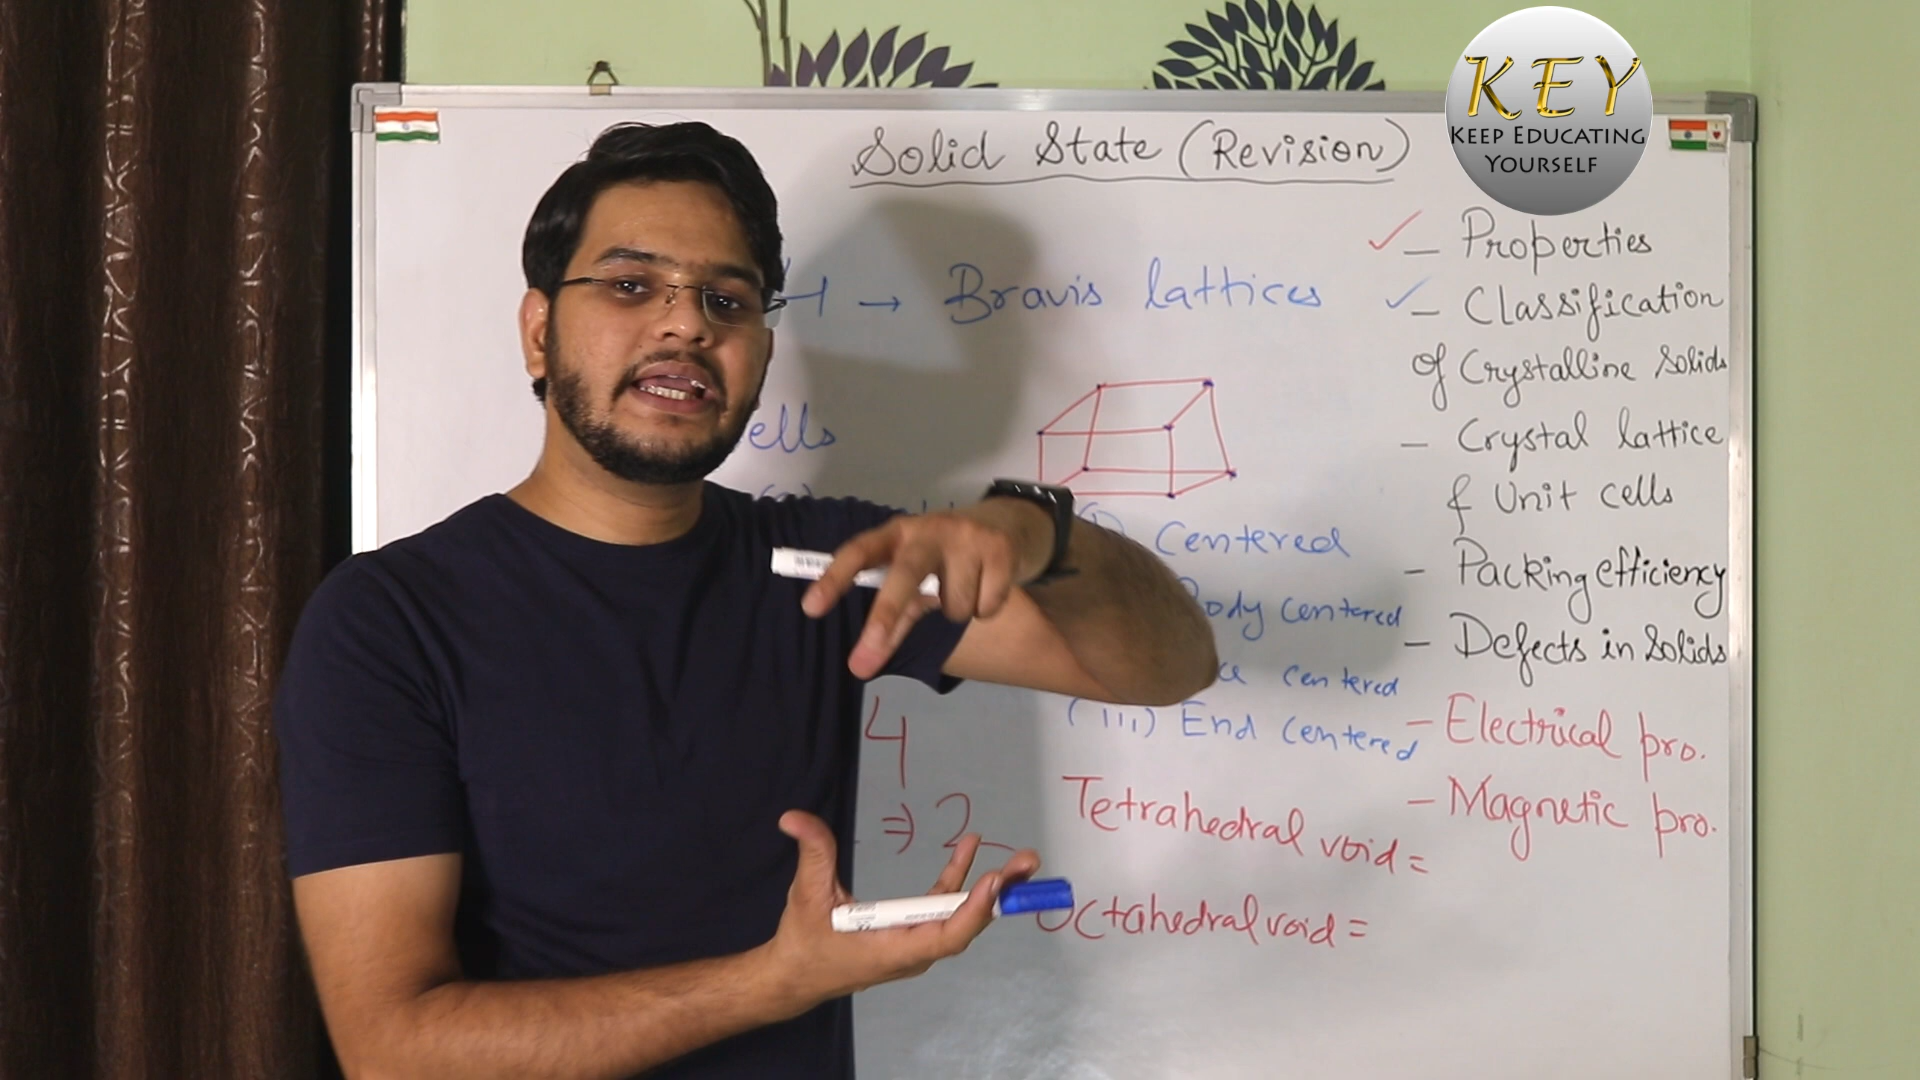 Solid State (Revision)
KEY
KEEP EDUCATING
YOURSELF
4 → Bravis lattices
ells
Centered
Body centered
centered
(iii) End centered
4
⇒ 2
Tetrahedral void =
Octahedral void =
✓ – Properties
✓ – Classification
of Crystalline Solids
– Crystal lattice
& Unit cells
– Packing efficiency
– Defects in Solids
– Electrical pro.
– Magnetic pro.